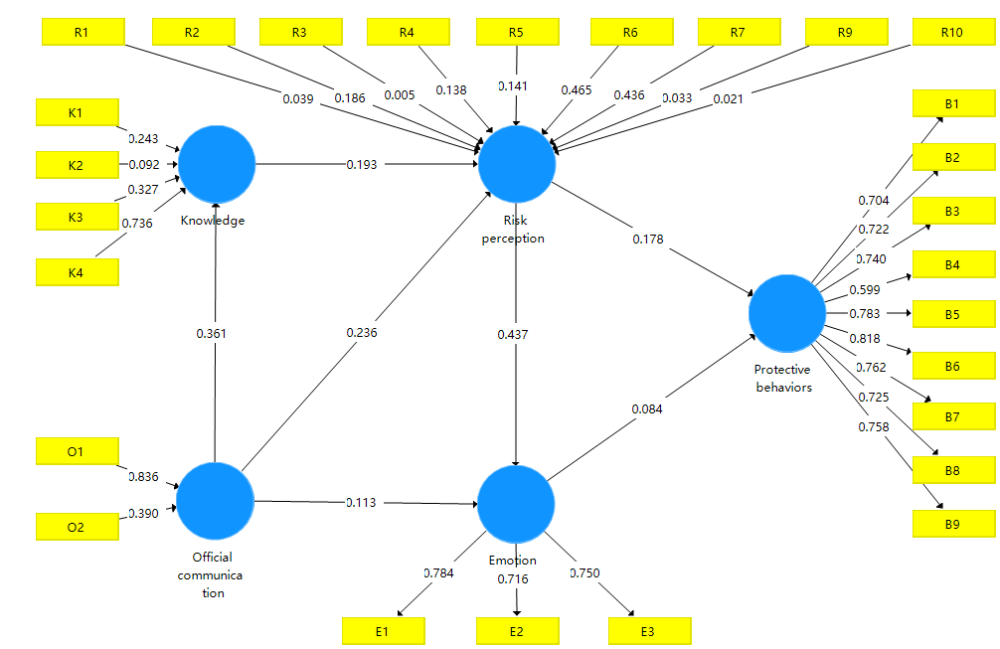 R1 R2 R3 R4 R5 R6 R7 R9 R10
0.039 0.186 0.005 0.138 0.141 0.465 0.436 0.033 0.021
K1
K2
K3
K4
0.243
0.092
0.327
0.736
Knowledge
0.193
Risk
perception
0.361
0.236
0.437
0.178
0.084
0.113
O1
O2
0.836
0.390
Official
communica
tion
Emotion
0.784 0.716 0.750
E1 E2 E3
Protective
behaviors
0.704
0.722
0.740
0.599
0.783
0.818
0.762
0.725
0.758
B1
B2
B3
B4
B5
B6
B7
B8
B9